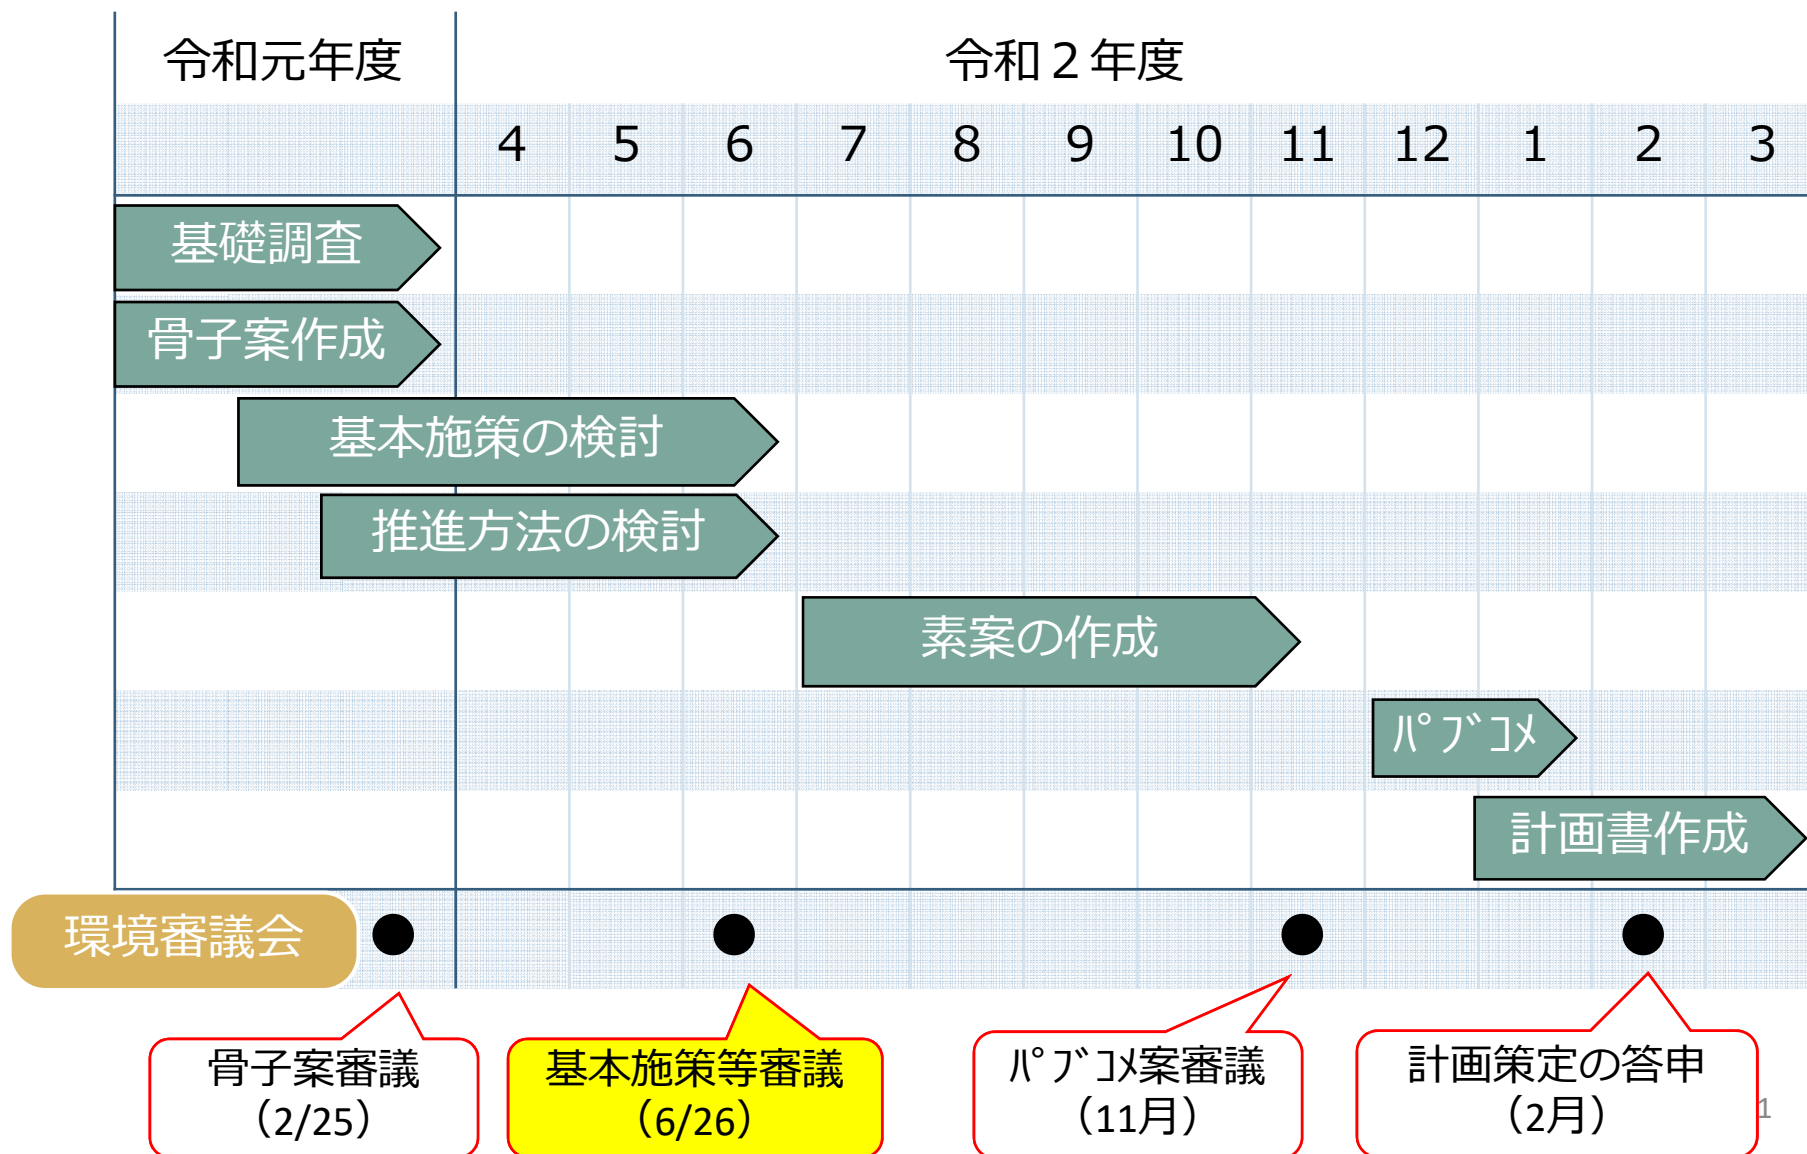 令和元年度
令和２年度
4 5 6 7 8 9 10 11 12 1 2 3
基礎調査
骨子案作成
基本施策の検討
推進方法の検討
素案の作成
ﾊﾟﾌﾞｺﾒ
計画書作成
環境審議会
骨子案審議
（2/25）
基本施策等審議
（6/26）
ﾊﾟﾌﾞｺﾒ案審議
（11月）
計画策定の答申
（2月）
1